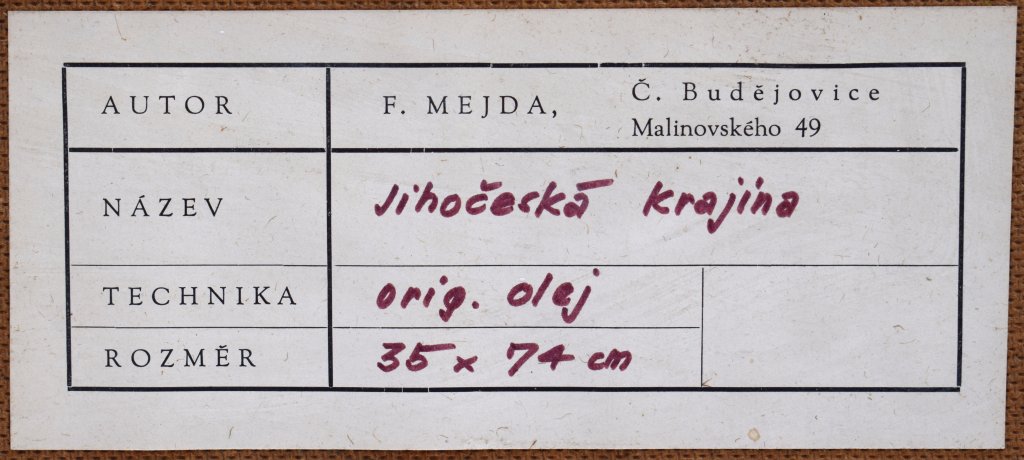 AUTOR F. MEJDA, Č. Budějovice
Malinovského 49
NÁZEV Jihočeská krajina
TECHNIKA orig. olej
ROZMĚR 35 x 74 cm